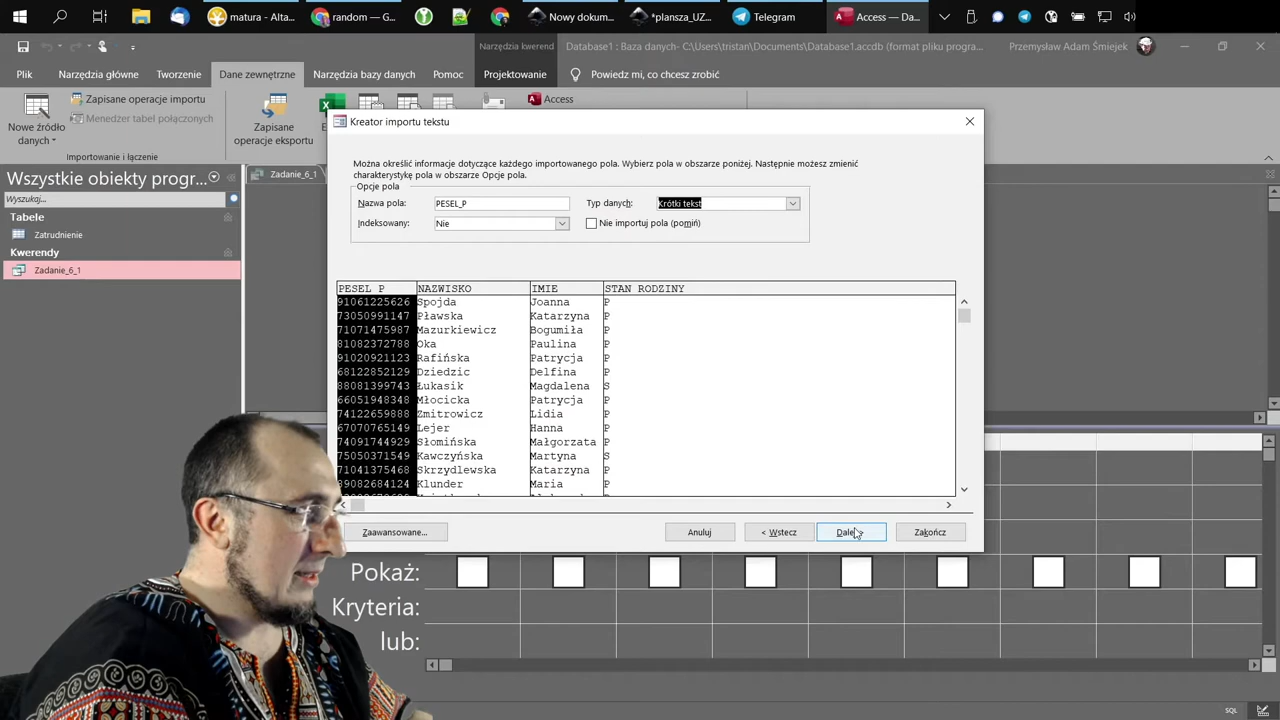 matura - Alta...
random — G...
Nowy dokum...
*plansza_UZ...
Telegram
Access — Da...
Narzędzia kwerend
Database1 : Baza danych- C:\Users\tristan\Documents\Database1.accdb (format pliku progra...
Przemysław Adam Śmiejek
Plik
Narzędzia główne
Tworzenie
Dane zewnętrzne
Narzędzia bazy danych
Pomoc
Projektowanie
Powiedz mi, co chcesz zrobić
Nowe źródło
danych
Zapisane operacje importu
Menedżer tabel połączonych
Zapisane
operacje eksportu
Access
Importowanie i łączenie
Wszystkie obiekty prog...
Wyszukaj...
Tabele
Zatrudnienie
Kwerendy
Zadanie_6_1
Zadanie_6_1
Kreator importu tekstu
Można określić informacje dotyczące każdego importowanego pola. Wybierz pola w obszarze poniżej. Następnie możesz zmienić
charakterystykę pola w obszarze Opcje pola.
Opcje pola
Nazwa pola: PESEL_P
Typ danych: Krótki tekst
Indeksowany: Nie
Nie importuj pola (pomiń)
PESEL P NAZWISKO IMIE STAN RODZINY
91061225626 Spojda Joanna P
73050991147 Pławska Katarzyna P
71071475987 Mazurkiewicz Bogumiła P
81082372788 Oka Paulina P
91020921123 Rafińska Patrycja P
68122852129 Dziedzic Delfina P
88081399743 Łukasik Magdalena S
66051948348 Młocicka Patrycja P
74122659888 Zmitrowicz Lidia P
67070765149 Lejer Hanna P
74091744929 Słomińska Małgorzata P
75050371549 Kawczyńska Martyna S
71041375468 Skrzydlewska Katarzyna P
89082684124 Klunder Maria P
Zaawansowane...
Anuluj
< Wstecz
Dalej >
Zakończ
Pokaż:
Kryteria:
lub:
SQL